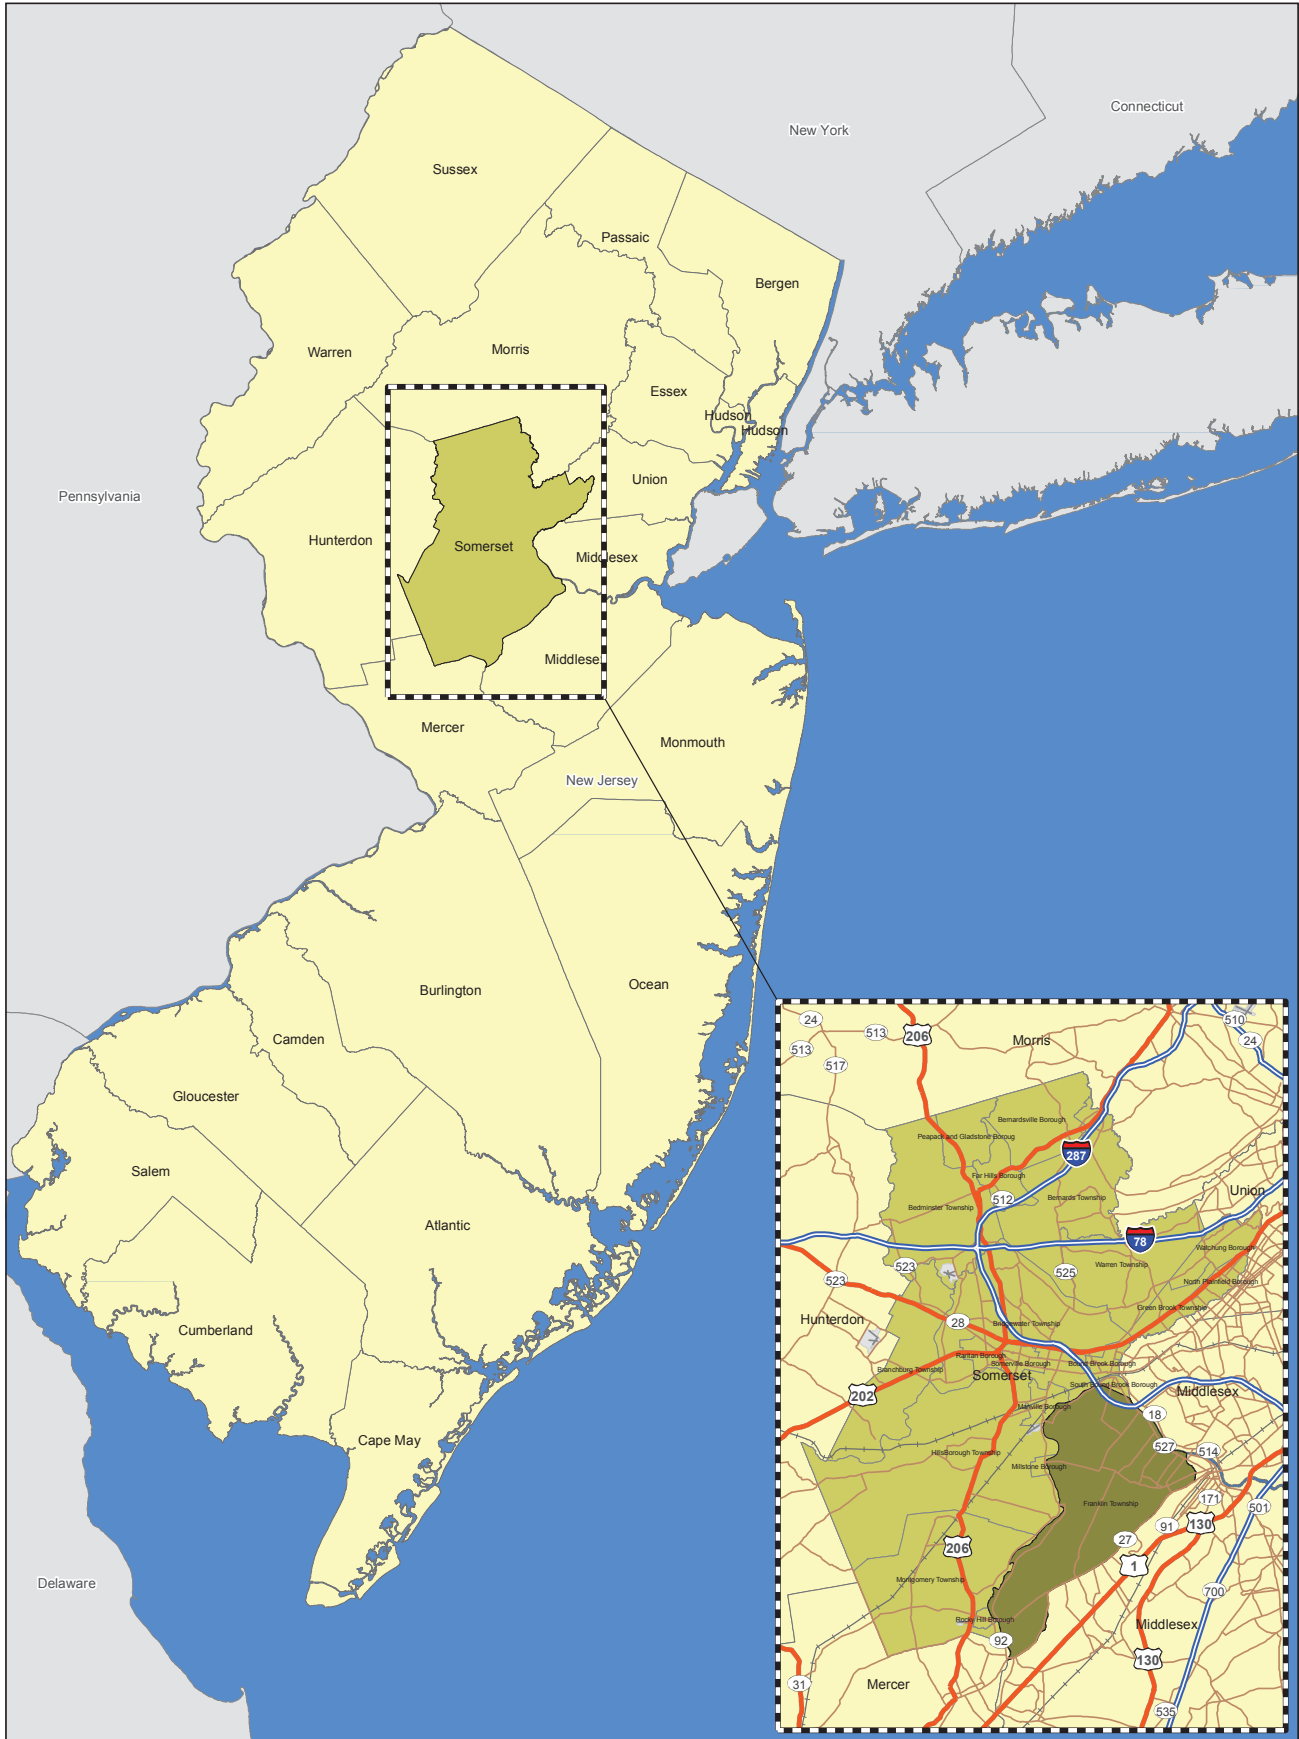 Connecticut
New York
Sussex
Passaic
Bergen
Warren
Morris
Essex
Hudson
Hudson
Union
Pennsylvania
Hunterdon
Somerset
Middlesex
Middlese
Mercer
Monmouth
New Jersey
Burlington
Ocean
Camden
Gloucester
Salem
Atlantic
Cumberland
Cape May
Delaware
24
513
206
510
513
Morris
24
517
Bernardsville Borough
Peapack and Gladstone Boroug
287
Far Hills Borough
Union
512
Bernards Township
Bedminster Township
78
Watchung Borough
523
Warren Township
523
525
North Plainfield Borough
Green Brook Township
Hunterdon
28
Bridgewater Township
Raritan Borough
Somerville Borough
Bound Brook Borough
Branchburg Township
Somerset
South Bound Brook Borough
202
Middlesex
Manville Borough
18
527
514
HillsBorough Township
Millstone Borough
171
Franklin Township
501
91
130
27
206
1
Montgomery Township
700
Rocky Hill Borough
Middlesex
92
130
Mercer
31
535